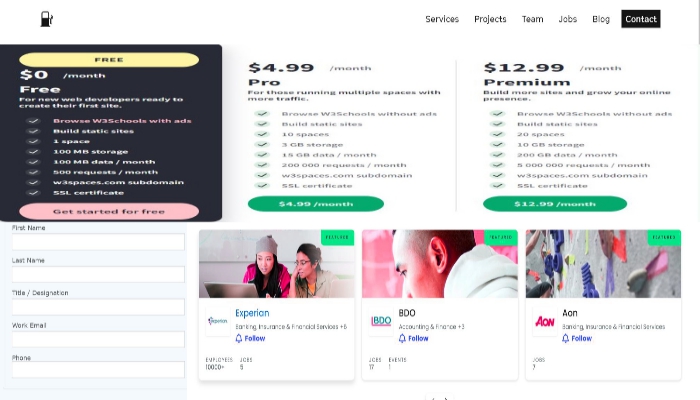 Services Projects Team Jobs Blog Contact
FREE
$0 /month
Free
For new web developers ready to
create their first site.
Browse W3Schools with ads
Build static sites
1 space
100 MB storage
100 MB data / month
500 requests / month
w3spaces.com subdomain
SSL certificate
Get started for free
$4.99 /month
Pro
For those running multiple spaces with
more traffic.
Browse W3Schools without ads
Build static sites
10 spaces
3 GB storage
15 GB data / month
200 000 requests / month
w3spaces.com subdomain
SSL certificate
$4.99 /month
$12.99 /month
Premium
Build more sites and grow your online
presence.
Browse W3Schools without ads
Build static sites
20 spaces
10 GB storage
200 GB data / month
5 000 requests / month
w3spaces.com subdomain
SSL certificate
$12.99 /month
First Name
Last Name
Title / Designation
Work Email
Phone
FEATURED
experian
Experian
Banking, Insurance & Financial Services +6
Follow
EMPLOYEES JOBS
10000+ 5
FEATURED
IBDO
BDO
Accounting & Finance +3
Follow
JOBS EVENTS
17 1
FEATURED
AON
Aon
Banking, Insurance & Financial Services
Follow
JOBS
7